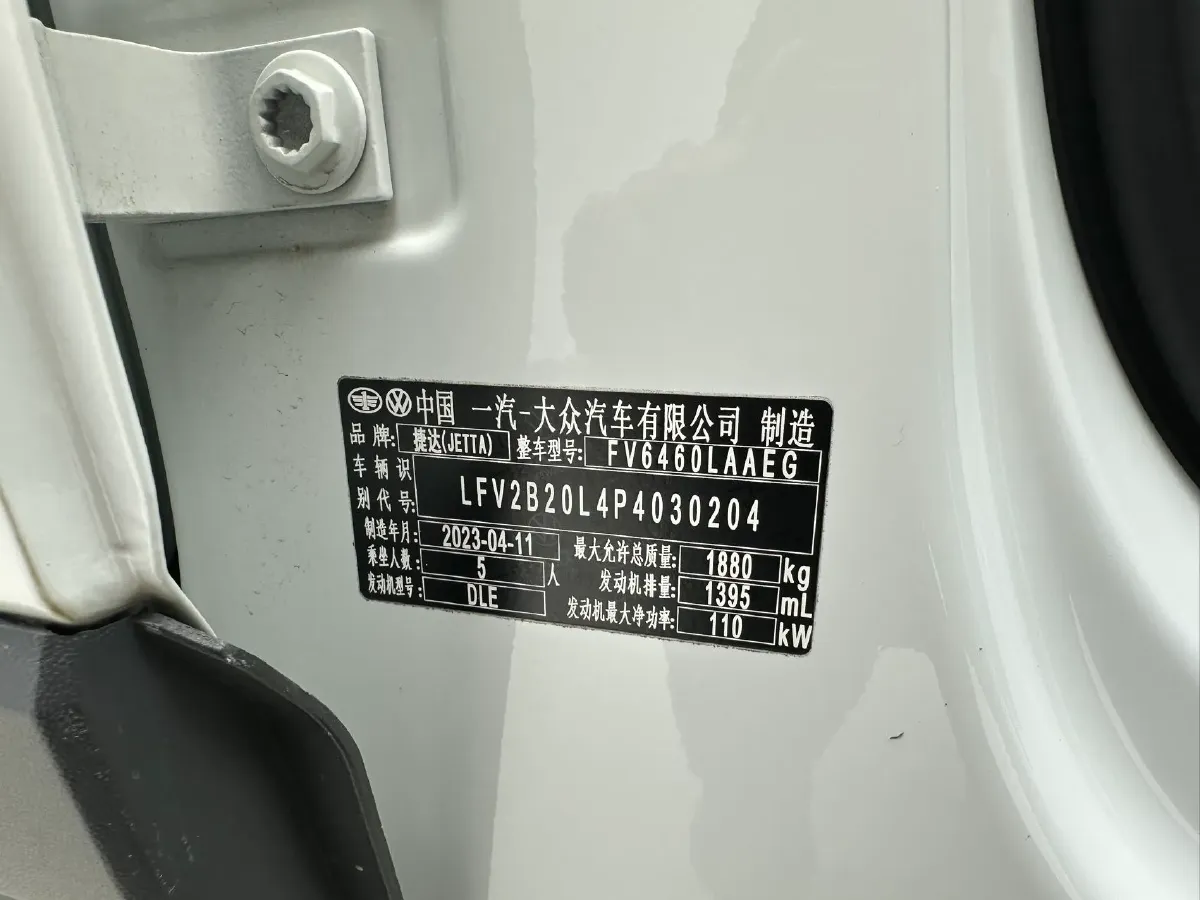 中国 一汽-大众汽车有限公司 制造
品牌: 捷达(JETTA) 整车型号: FV6460LAAEG
车辆识别代号: LFV2B20L4P4030204
制造年月: 2023-04-11 最大允许总质量: 1880 kg
乘坐人数: 5 人 发动机排量: 1395 mL
发动机型号: DLE 发动机最大净功率: 110 kW